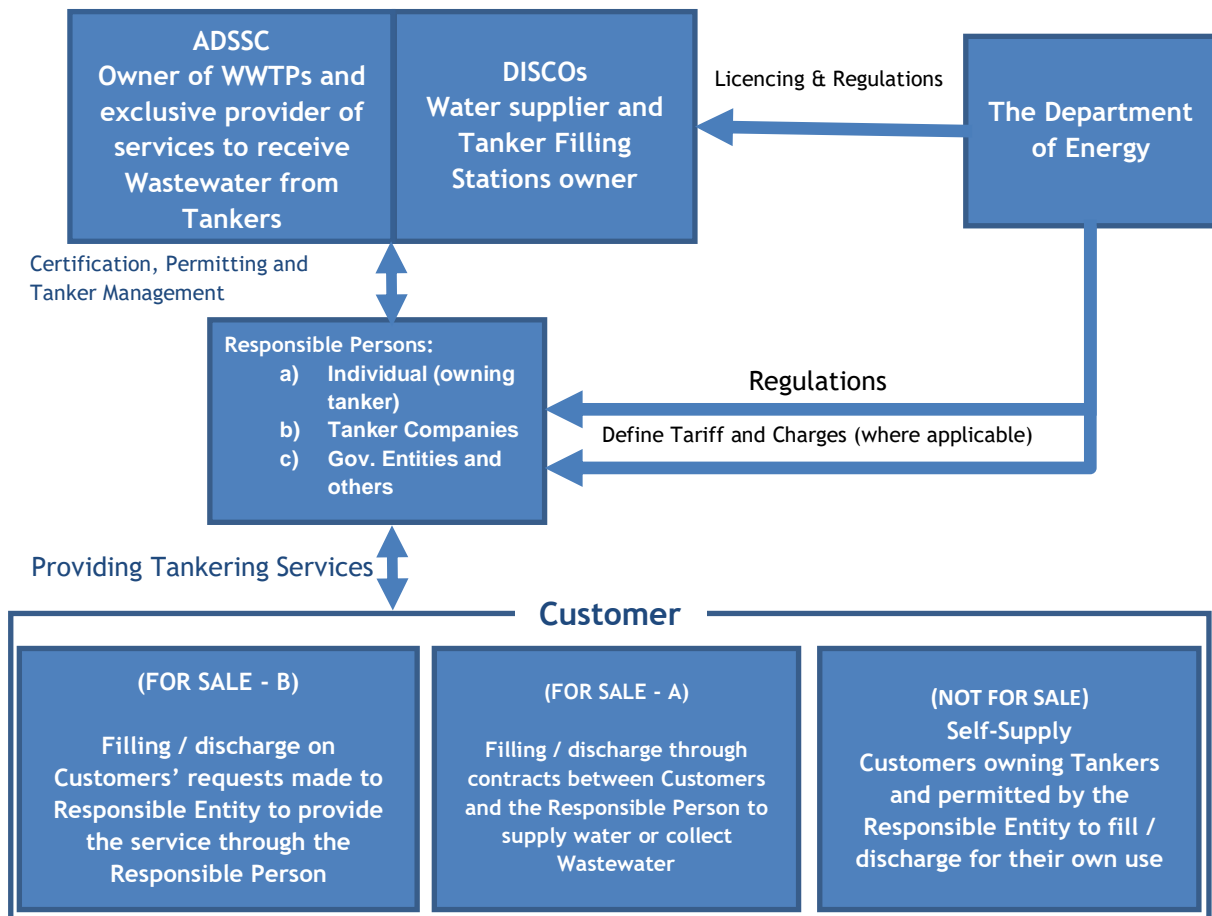 ADSSC
Owner of WWTPs and
exclusive provider of
services to receive
Wastewater from
Tankers
DISCOs
Water supplier and
Tanker Filling
Stations owner
Licencing & Regulations
The Department
of Energy
Certification, Permitting and
Tanker Management
Responsible Persons:
a) Individual (owning
tanker)
b) Tanker Companies
c) Gov. Entities and
others
Regulations
Define Tariff and Charges (where applicable)
Providing Tankering Services
Customer
(FOR SALE - B)
Filling / discharge on
Customers’ requests made to
Responsible Entity to provide
the service through the
Responsible Person
(FOR SALE - A)
Filling / discharge through
contracts between Customers
and the Responsible Person to
supply water or collect
Wastewater
(NOT FOR SALE)
Self-Supply
Customers owning Tankers
and permitted by the
Responsible Entity to fill /
discharge for their own use